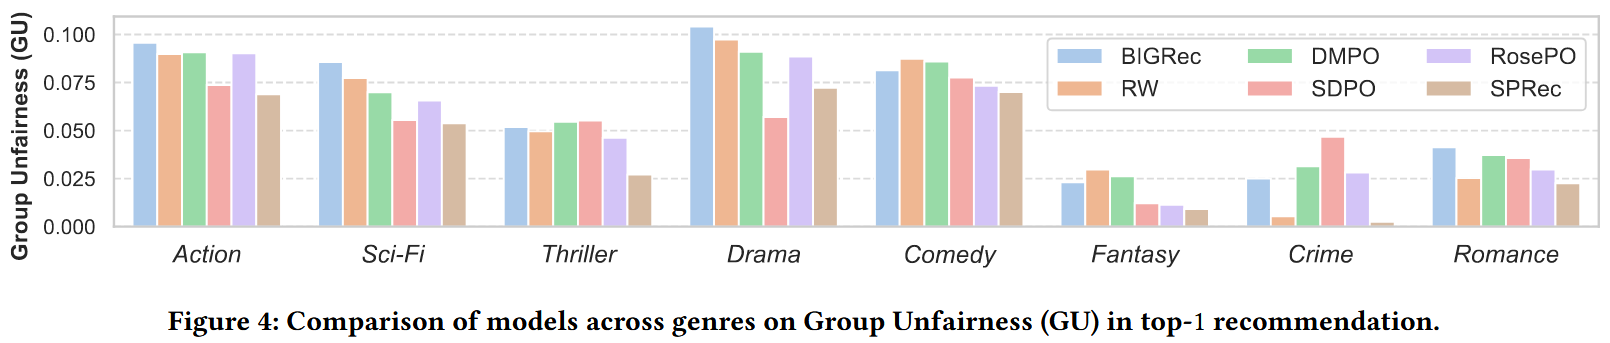 Group Unfairness (GU)
0.100
0.075
0.050
0.025
0.000
BIGRec DMPO RosePO
RW SDPO SPRec
Action Sci-Fi Thriller Drama Comedy Fantasy Crime Romance
Figure 4: Comparison of models across genres on Group Unfairness (GU) in top-1 recommendation.